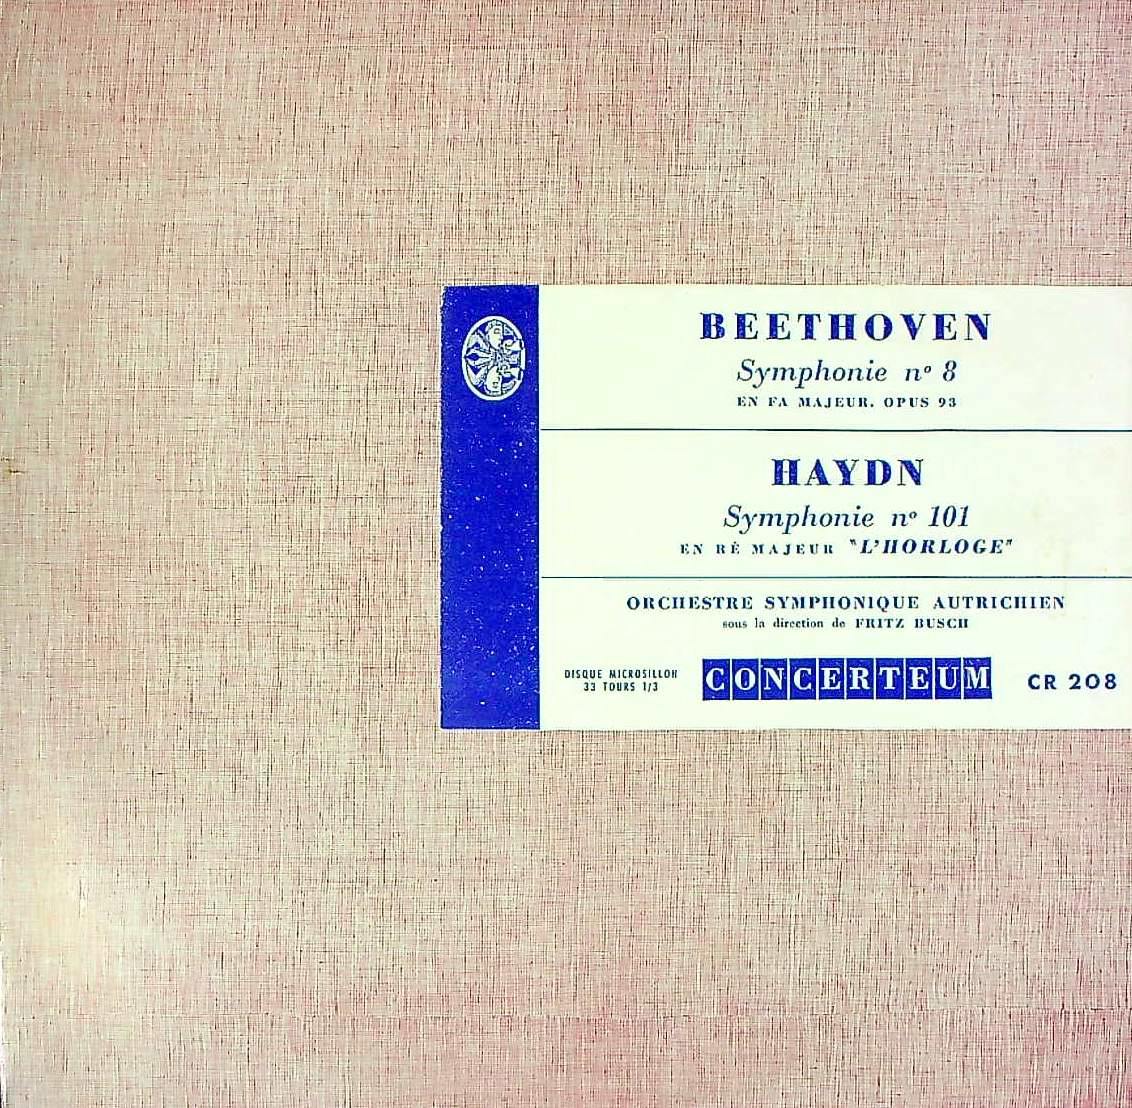 BEETHOVEN
Symphonie nº 8
EN FA MAJEUR. OPUS 93
HAYDN
Symphonie nº 101
EN RÉ MAJEUR "L'HORLOGE"
ORCHESTRE SYMPHONIQUE AUTRICHIEN
sous la direction de FRITZ BUSCH
DISQUE MICROSILLON
33 TOURS 1/3
CONCERTEUM
CR 208